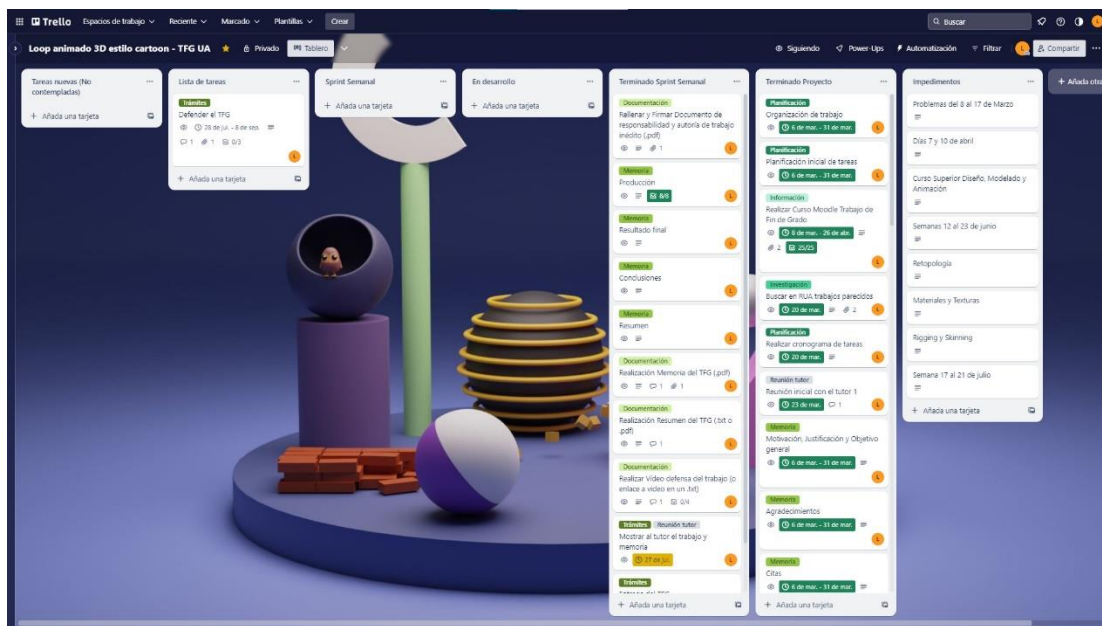 Trello
Espacios de trabajo
Reciente
Marcado
Plantillas
Crear
Buscar
Loop animado 3D estilo cartoon - TFG UA
Privado
Tablero
Siguiendo
Power-Ups
Automatización
Filtrar
L
Compartir
Tareas nuevas (No
contempladas)
+ Añada una tarjeta
Lista de tareas
Trámites
Defender el TFG
28 de jul. - 8 de sep.
1 1 0/3
L
+ Añada una tarjeta
Sprint Semanal
+ Añada una tarjeta
En desarrollo
+ Añada una tarjeta
Terminado Sprint Semanal
Documentación
Rellenar y Firmar Documento de
responsabilidad y autoría de trabajo
inédito (.pdf)
1 L
Memoria
Producción
8/8 L
Memoria
Resultado final
L
Memoria
Conclusiones
L
Memoria
Resumen
L
Documentación
Realización Memoria del TFG (.pdf)
1 1 L
Documentación
Realización Resumen del TFG (.txt o
.pdf)
1 L
Documentación
Realizar Vídeo defensa del trabajo (o
enlace a video en un .txt)
1 0/4 L
Trámites Reunión tutor
Mostrar al tutor el trabajo y
memoria
27 de jul. L
Trámites
+ Añada una tarjeta
Terminado Proyecto
Planificación
Organización de trabajo
6 de mar. - 31 de mar. L
Planificación
Planificación inicial de tareas
6 de mar. - 31 de mar. L
Información
Realizar Curso Moodle Trabajo de
Fin de Grado
8 de mar. - 26 de abr.
2 25/25
L
Investigación
Buscar en RUA trabajos parecidos
20 de mar. 2 L
Planificación
Realizar cronograma de tareas
20 de mar. L
Reunión tutor
Reunión inicial con el tutor 1
23 de mar. 1 L
Memoria
Motivación, Justificación y Objetivo
general
6 de mar. - 31 de mar.
L
Memoria
Agradecimientos
6 de mar. - 31 de mar.
L
Memoria
Citas
6 de mar. - 31 de mar.
+ Añada una tarjeta
Impedimentos
Problemas del 8 al 17 de Marzo
Días 7 y 10 de abril
Curso Superior Diseño, Modelado y
Animación
Semanas 12 al 23 de junio
Retopología
Materiales y Texturas
Rigging y Skinning
Semana 17 al 21 de julio
+ Añada una tarjeta
+ Añada otra